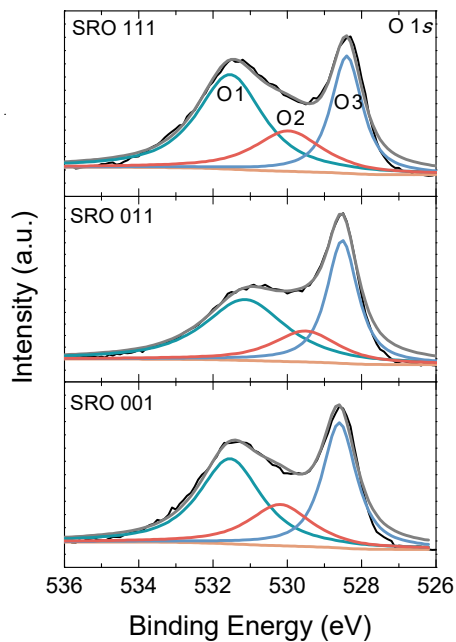 SRO 111
O 1s
O1
O2
O3
SRO 011
SRO 001
Intensity (a.u.)
536 534 532 530 528 526
Binding Energy (eV)